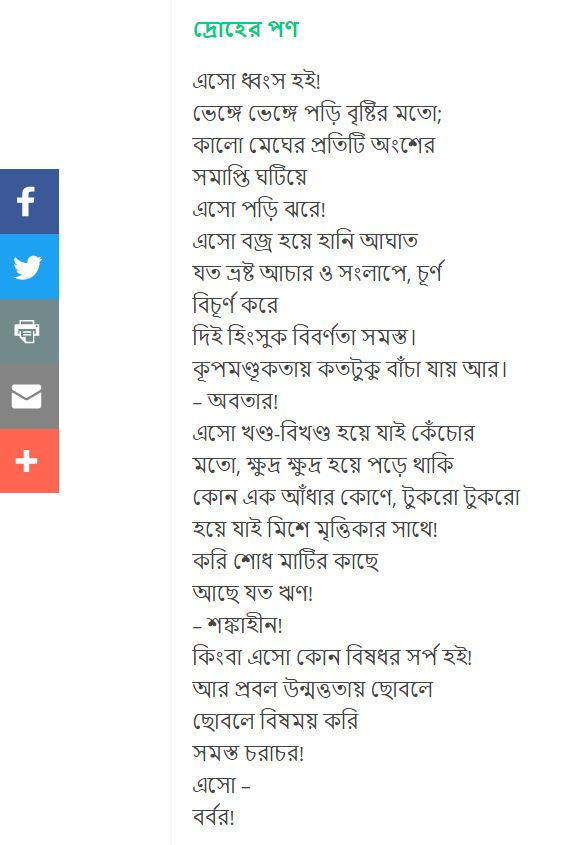 দ্রোহের পণ
এসো ধ্বংস হই!
ভেঙ্গে ভেঙ্গে পড়ি বৃষ্টির মতো;
কালো মেঘের প্রতিটি অংশের
সমাপ্তি ঘটিয়ে
এসো পড়ি ঝরে!
এসো বজ্র হয়ে হানি আঘাত
যত ভ্রষ্ট আচার ও সংলাপে, চূর্ণ
বিচূর্ণ করে
দিই হিংসুক বিবর্ণতা সমস্ত।
কূপমণ্ডূকতায় কতটুকু বাঁচা যায় আর।
– অবতার!
এসো খণ্ড-বিখণ্ড হয়ে যাই কেঁচোর
মতো, ক্ষুদ্র ক্ষুদ্র হয়ে পড়ে থাকি
কোন এক আঁধার কোণে, টুকরো টুকরো
হয়ে যাই মিশে মৃত্তিকার সাথে!
করি শোধ মাটির কাছে
আছে যত ঋণ!
– শঙ্কাহীন!
কিংবা এসো কোন বিষধর সর্প হই!
আর প্রবল উন্মত্ততায় ছোবলে
ছোবলে বিষময় করি
সমস্ত চরাচর!
এসো –
বর্বর!